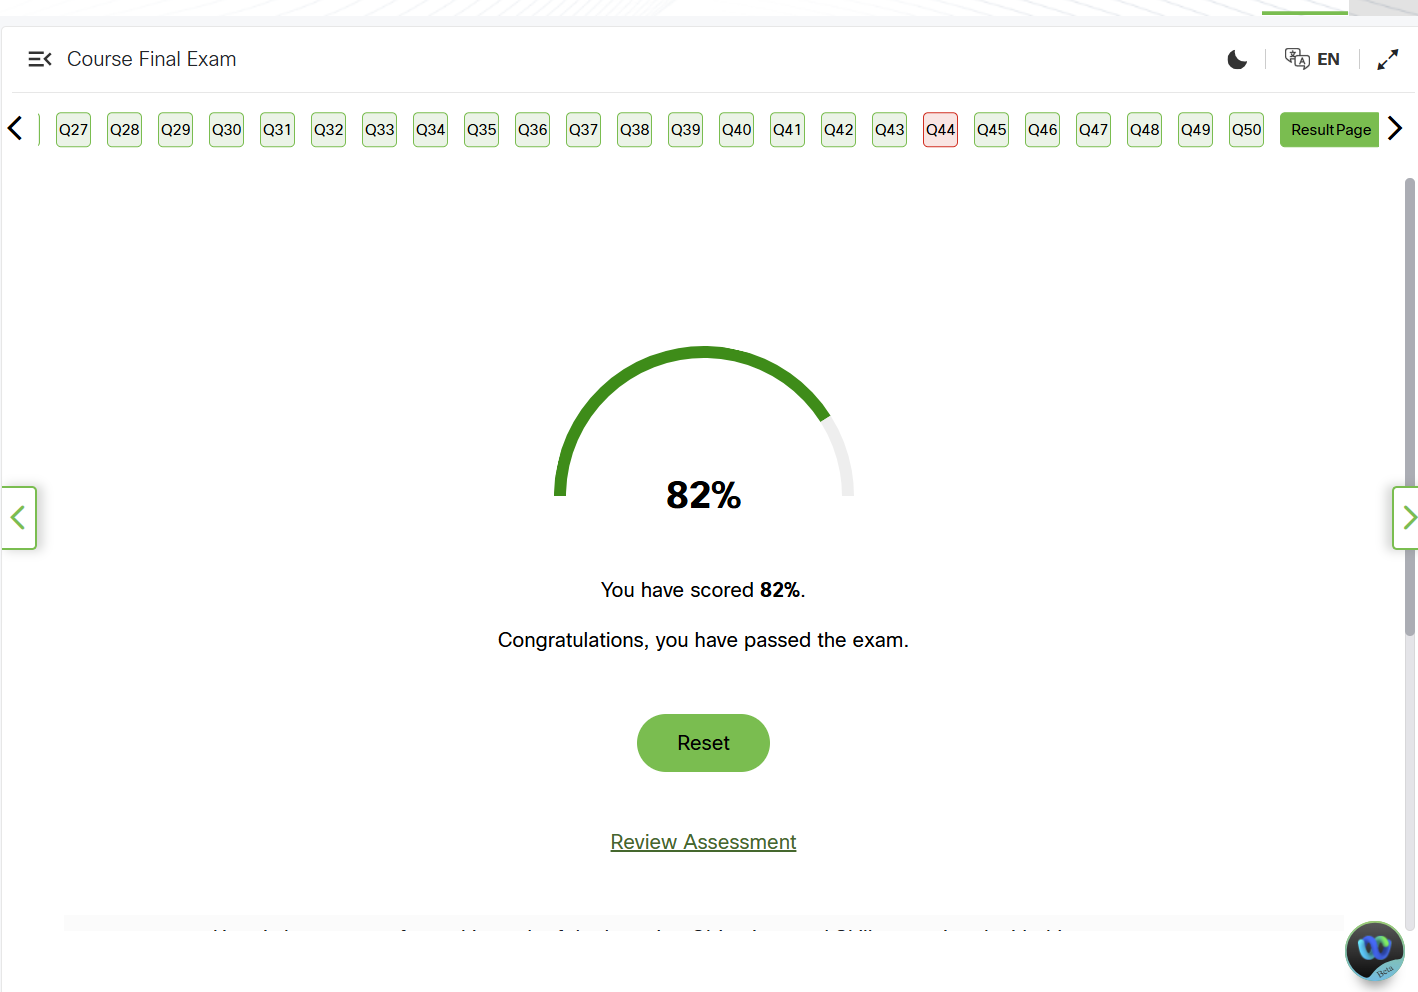 Course Final Exam
EN
Q27 Q28 Q29 Q30 Q31 Q32 Q33 Q34 Q35 Q36 Q37 Q38 Q39 Q40 Q41 Q42 Q43 Q44 Q45 Q46 Q47 Q48 Q49 Q50 Result Page
82%
You have scored 82%.
Congratulations, you have passed the exam.
Reset
Review Assessment
Beta